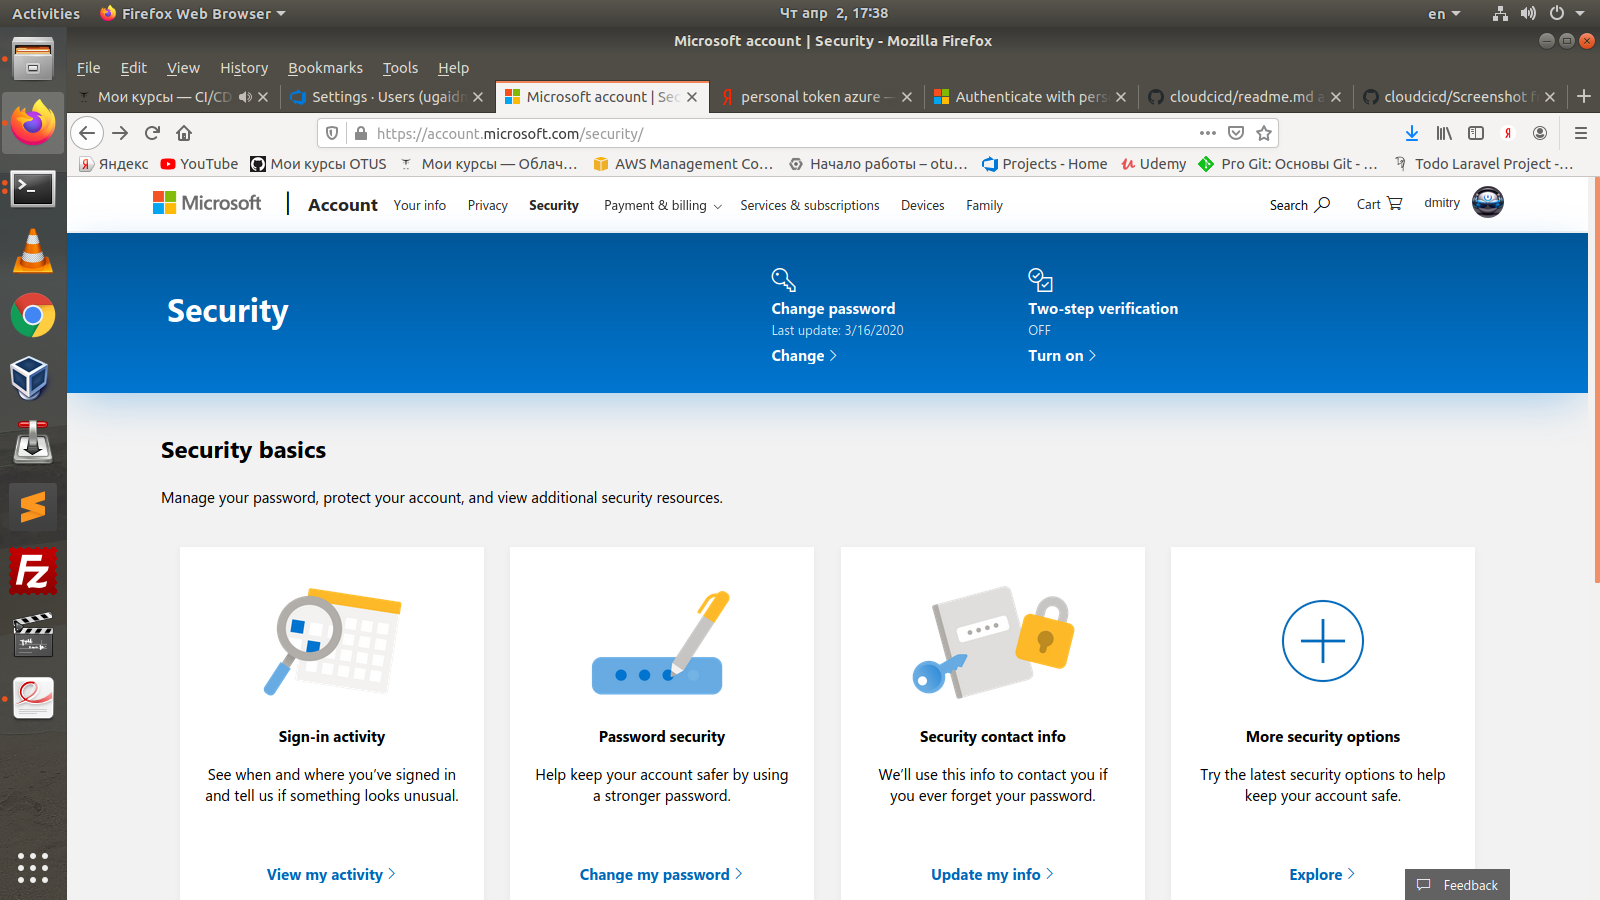 Activities
Firefox Web Browser
Чт апр 2, 17:38
en
Microsoft account | Security - Mozilla Firefox
File Edit View History Bookmarks Tools Help
Мои курсы — CI/CD
Settings · Users (ugaidn
Microsoft account | Sec
personal token azure —
Authenticate with pers
cloudcicd/readme.md a
cloudcicd/Screenshot f
https://account.microsoft.com/security/
Яндекс
YouTube
Мои курсы OTUS
Мои курсы — Облач…
AWS Management Co…
Начало работы – otu…
Projects - Home
Udemy
Pro Git: Основы Git - …
Todo Laravel Project -…
Microsoft
Account
Your info
Privacy
Security
Payment & billing
Services & subscriptions
Devices
Family
Search
Cart
dmitry
Security
Change password
Last update: 3/16/2020
Change
Two-step verification
OFF
Turn on
Security basics
Manage your password, protect your account, and view additional security resources.
Sign-in activity
See when and where you’ve signed in
and tell us if something looks unusual.
View my activity
Password security
Help keep your account safer by using
a stronger password.
Change my password
Security contact info
We’ll use this info to contact you if
you ever forget your password.
Update my info
More security options
Try the latest security options to help
keep your account safe.
Explore
Feedback